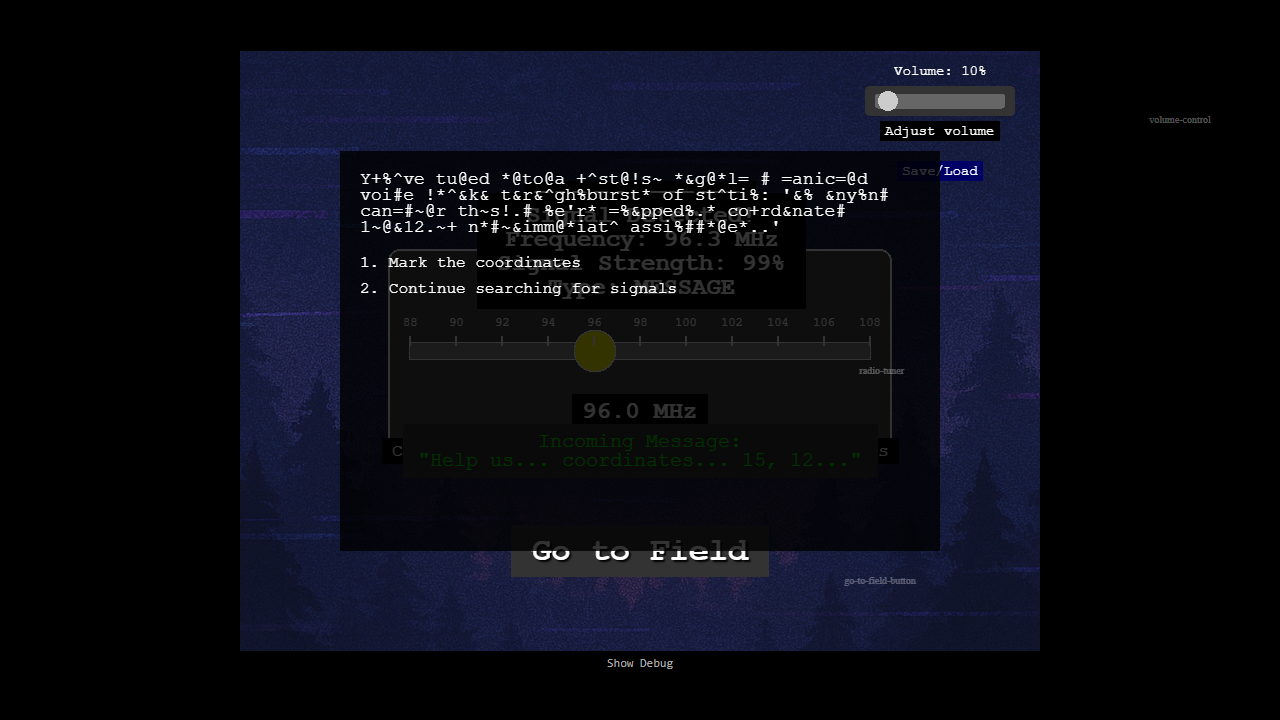 Volume: 10%
Adjust volume
volume-control
Save/Load
Y+%^ve tu@ed *@to@a +^st@!s~ *&g@*l= # =anic=@d
voi#e !*^&k& t&r&^gh%burst* of st^ti%: '&% &ny%n#
can=#~@r th~s!.# %e'r* =%&pped%.* co+rd&nate#
1~@&12.~+ n*#~&imm@*iat^ assi%##*@e*..'
Signal Detected!
Frequency: 96.3 MHz
Signal Strength: 99%
Type: MESSAGE
1. Mark the coordinates
2. Continue searching for signals
88 90 92 94 96 98 100 102 104 106 108
radio-tuner
96.0 MHz
Incoming Message:
"Help us... coordinates... 15, 12..."
Go to Field
go-to-field-button
Show Debug